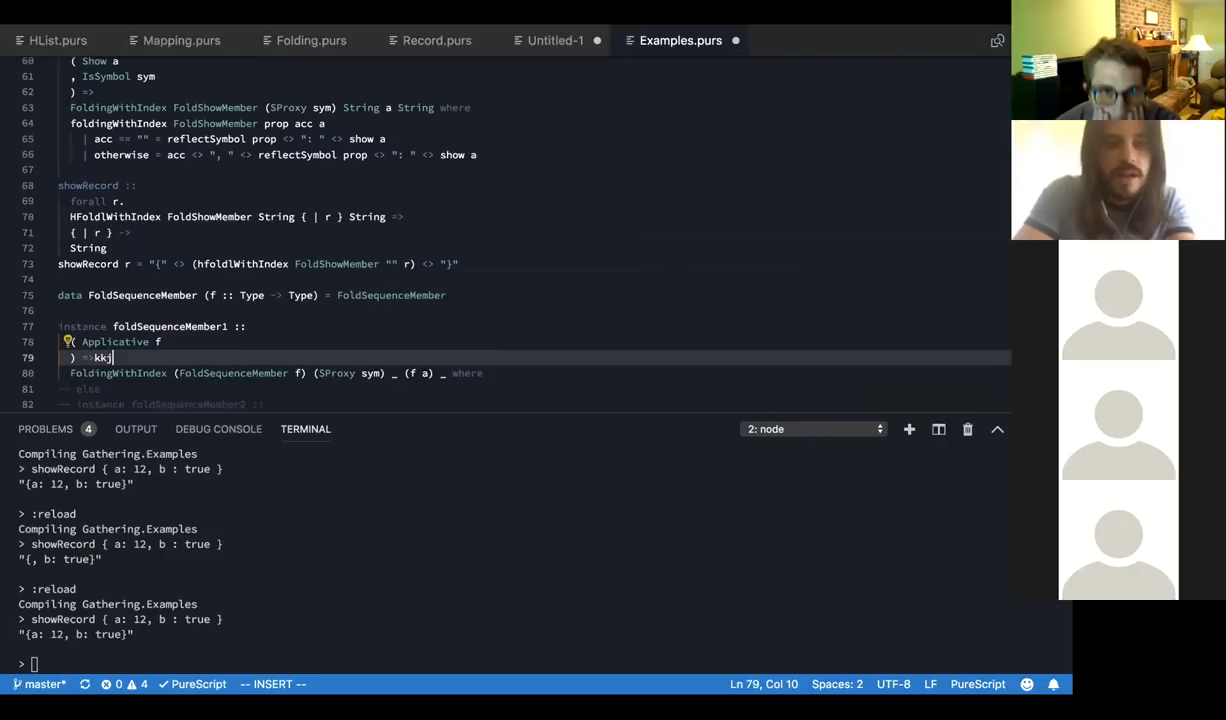 HList.purs Mapping.purs Folding.purs Record.purs Untitled-1 Examples.purs
60 ( Show a
61 , IsSymbol sym
62 ) =>
63 FoldingWithIndex FoldShowMember (SProxy sym) String a String where
64 foldingWithIndex FoldShowMember prop acc a
65 | acc == "" = reflectSymbol prop <> ": " <> show a
66 | otherwise = acc <> ", " <> reflectSymbol prop <> ": " <> show a
67
68 showRecord ::
69 forall r.
70 HFoldlWithIndex FoldShowMember String { | r } String =>
71 { | r } ->
72 String
73 showRecord r = "{" <> (hfoldlWithIndex FoldShowMember "" r) <> "}"
74
75 data FoldSequenceMember (f :: Type -> Type) = FoldSequenceMember
76
77 instance foldSequenceMember1 ::
78 ( Applicative f
79 ) =>kkj
80 FoldingWithIndex (FoldSequenceMember f) (SProxy sym) _ (f a) _ where
81 -- else
82 -- instance foldSequenceMember2 ::
PROBLEMS 4 OUTPUT DEBUG CONSOLE TERMINAL 2: node
Compiling Gathering.Examples
> showRecord { a: 12, b : true }
"{a: 12, b: true}"
> :reload
Compiling Gathering.Examples
> showRecord { a: 12, b : true }
"{, b: true}"
> :reload
Compiling Gathering.Examples
> showRecord { a: 12, b : true }
"{a: 12, b: true}"
>
master* 0 4 PureScript -- INSERT -- Ln 79, Col 10 Spaces: 2 UTF-8 LF PureScript